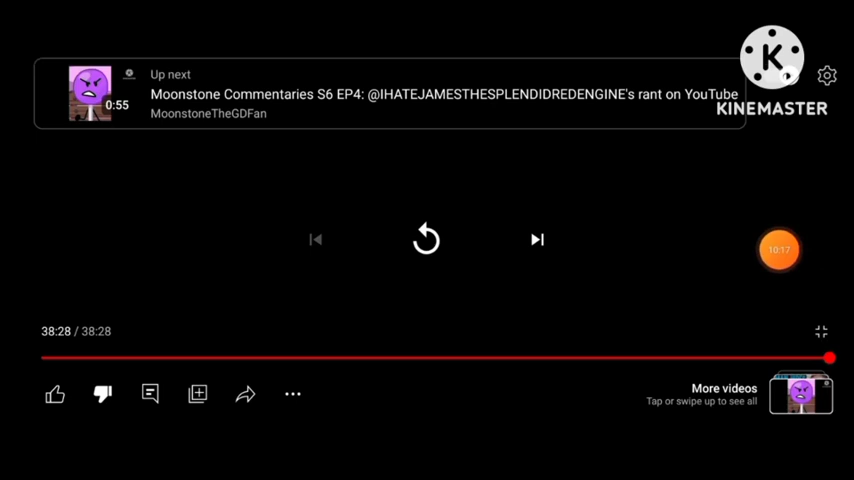 Up next
Moonstone Commentaries S6 EP4: @IHATEJAMESTHESPLENDIDREDENGINE's rant on YouTube
MoonstoneTheGDFan
0:55
K
KINEMASTER
10:17
38:28 / 38:28
More videos
Tap or swipe up to see all